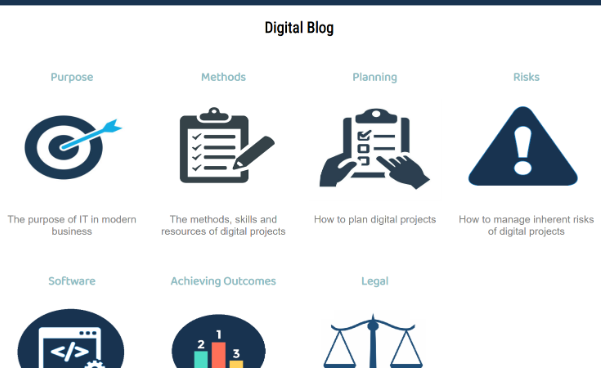 Digital Blog
Purpose
Methods
Planning
Risks
The purpose of IT in modern
business
The methods, skills and
resources of digital projects
How to plan digital projects
How to manage inherent risks
of digital projects
Software
Achieving Outcomes
Legal
</>
2
1
3